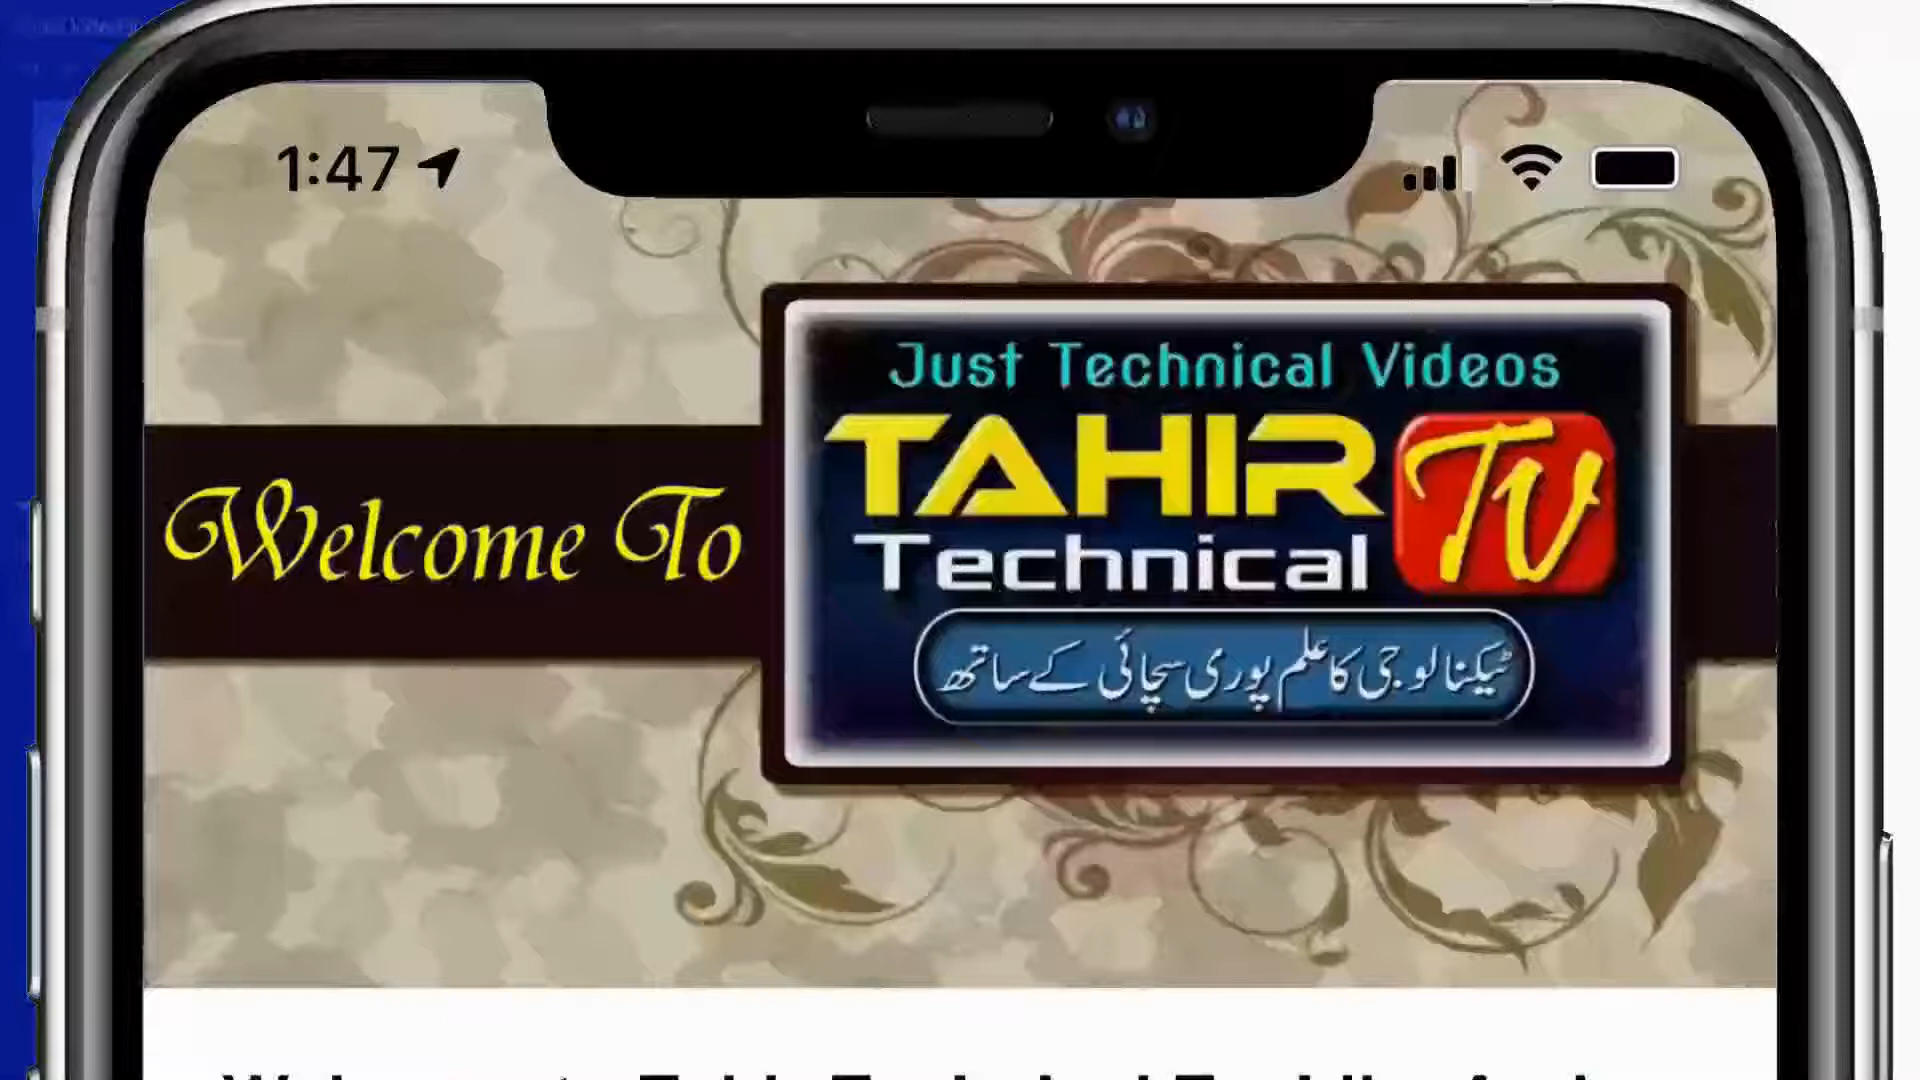 1:47
Just Technical Videos
TAHIR TV
Technical
Welcome To
ٹیکنالوجی کا علم پوری سچائی کے ساتھ